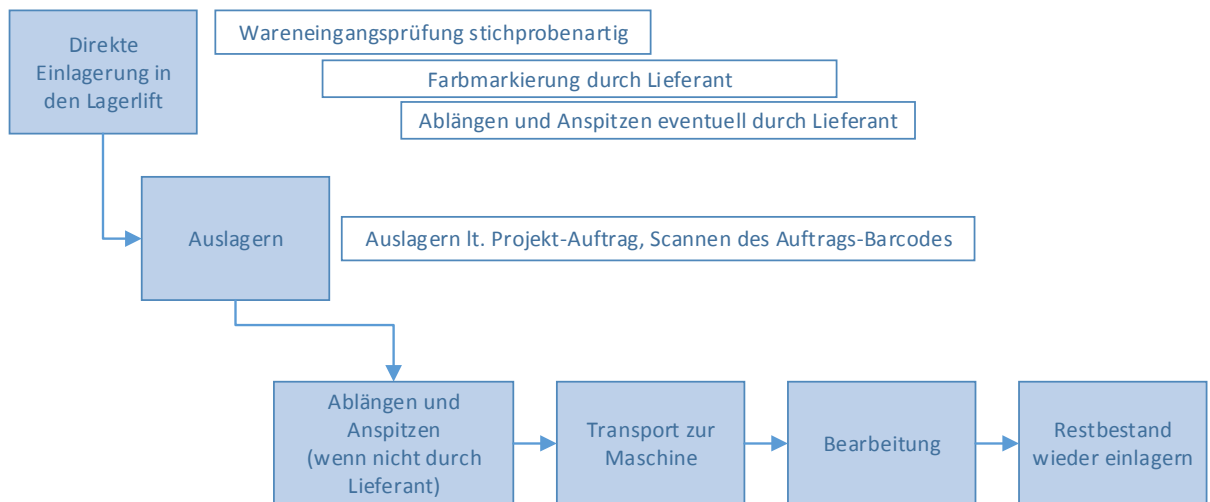 Direkte
Einlagerung in
den Lagerlift
Wareneingangsprüfung stichprobenartig
Farbmarkierung durch Lieferant
Ablängen und Anspitzen eventuell durch Lieferant
Auslagern
Auslagern lt. Projekt-Auftrag, Scannen des Auftrags-Barcodes
Ablängen und
Anspitzen
(wenn nicht durch
Lieferant)
Transport zur
Maschine
Bearbeitung
Restbestand
wieder einlagern